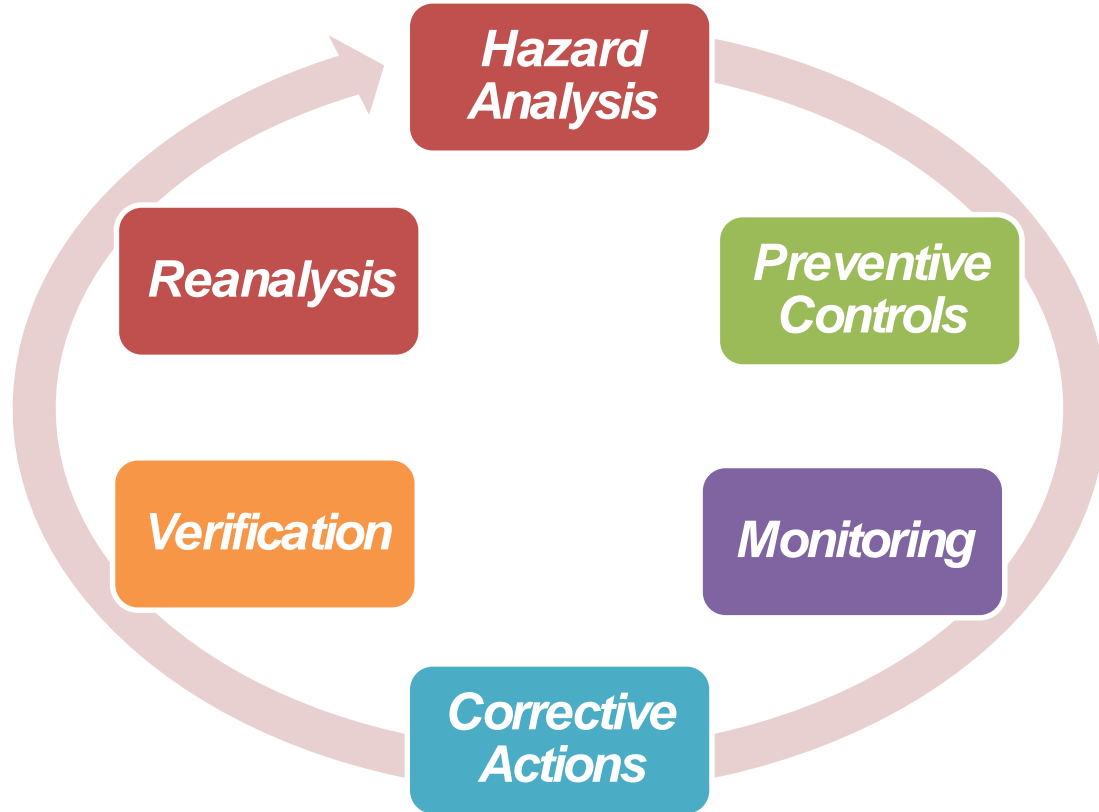 Hazard
Analysis
Preventive
Controls
Monitoring
Corrective
Actions
Verification
Reanalysis